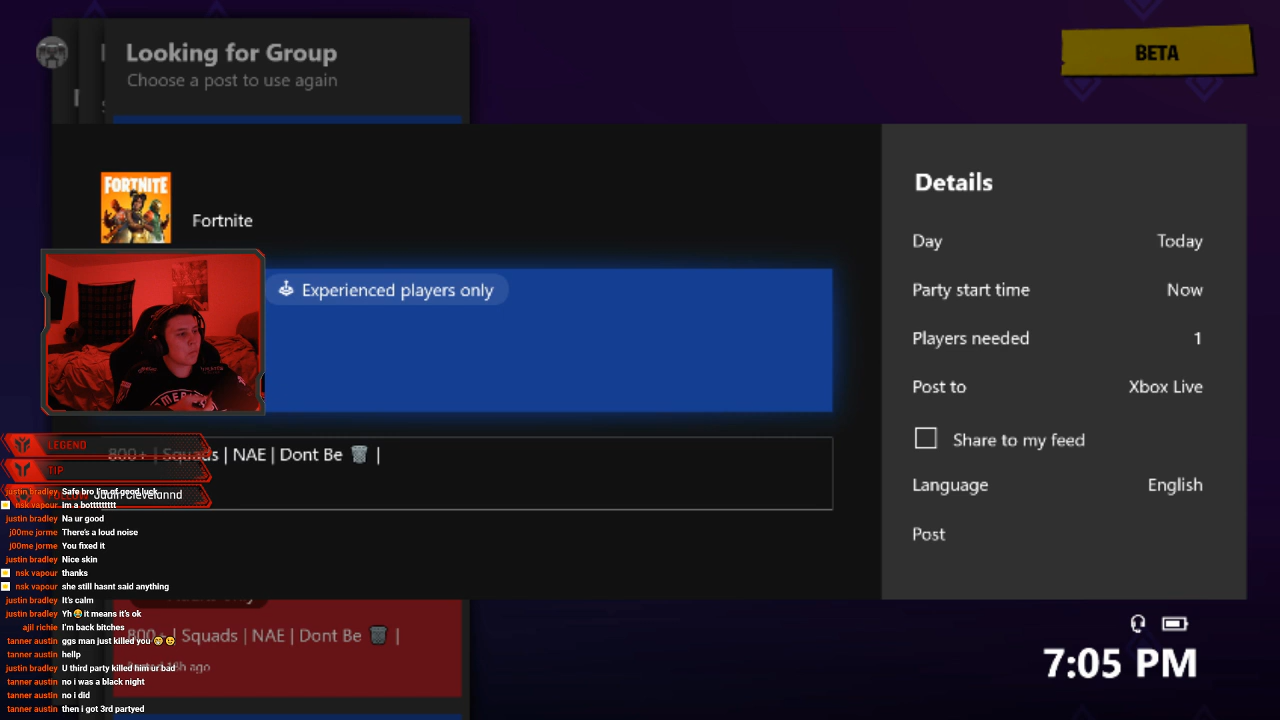 Looking for Group
Choose a post to use again
BETA
FORTNITE
Fortnite
Experienced players only
800+ | Squads | NAE | Dont Be 🗑 |
Details
Day Today
Party start time Now
Players needed 1
Post to Xbox Live
Share to my feed
Language English
Post
LEGEND
TIP
justin bradley Safe bro I'm of good luck
nsk vapour Im a bottttttttt
justin bradley Na ur good
j00me jorme There's a loud noise
j00me jorme You fixed it
justin bradley Nice skin
nsk vapour thanks
nsk vapour she still hasnt said anything
justin bradley It's calm
justin bradley Yh 😂 it means it's ok
ajil richie I'm back bitches
tanner austin ggs man just killed you
tanner austin hellp
justin bradley U third party killed him ur bad
tanner austin no i was a black night
tanner austin no i did
tanner austin then i got 3rd partyed
800+ | Squads | NAE | Dont Be 🗑 |
ago
7:05 PM